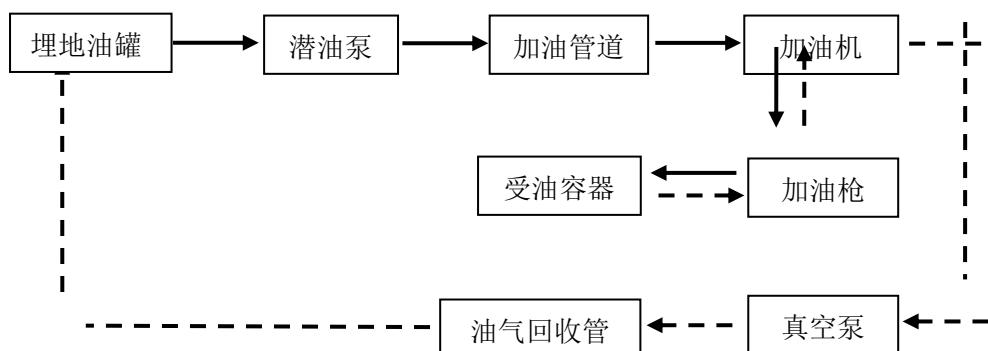 埋地油罐
潜油泵
加油管道
加油机
受油容器
加油枪
油气回收管
真空泵